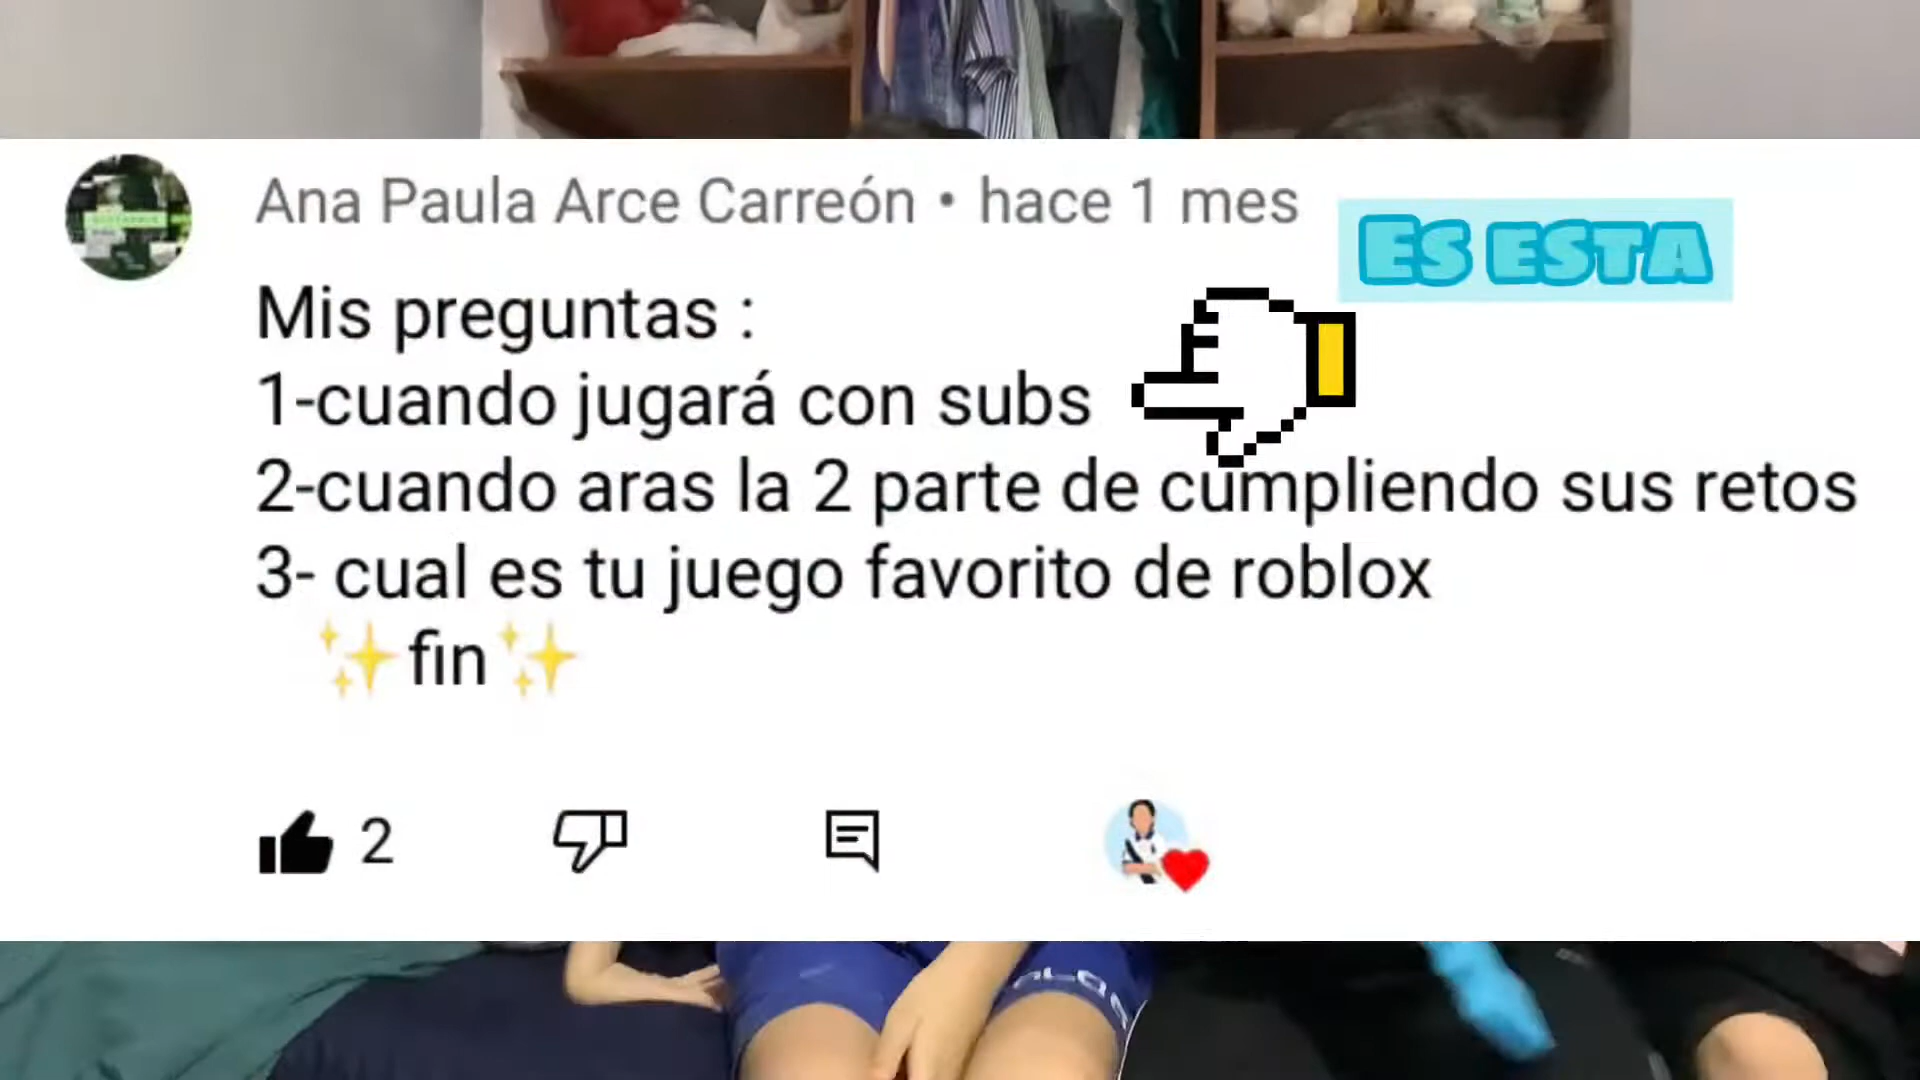 Ana Paula Arce Carreón • hace 1 mes
Es esta
Mis preguntas :
1-cuando jugará con subs
2-cuando aras la 2 parte de cumpliendo sus retos
3- cual es tu juego favorito de roblox
✨fin✨
2